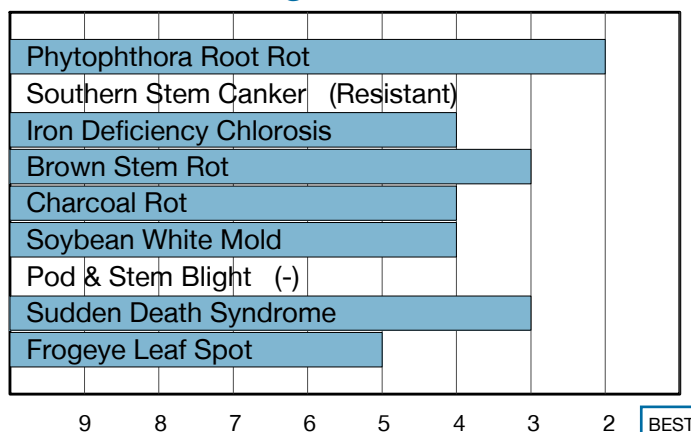 Phytophthora Root Rot
Southern Stem Canker (Resistant)
Iron Deficiency Chlorosis
Brown Stem Rot
Charcoal Rot
Soybean White Mold
Pod & Stem Blight (-)
Sudden Death Syndrome
Frogeye Leaf Spot
9 8 7 6 5 4 3 2 BEST